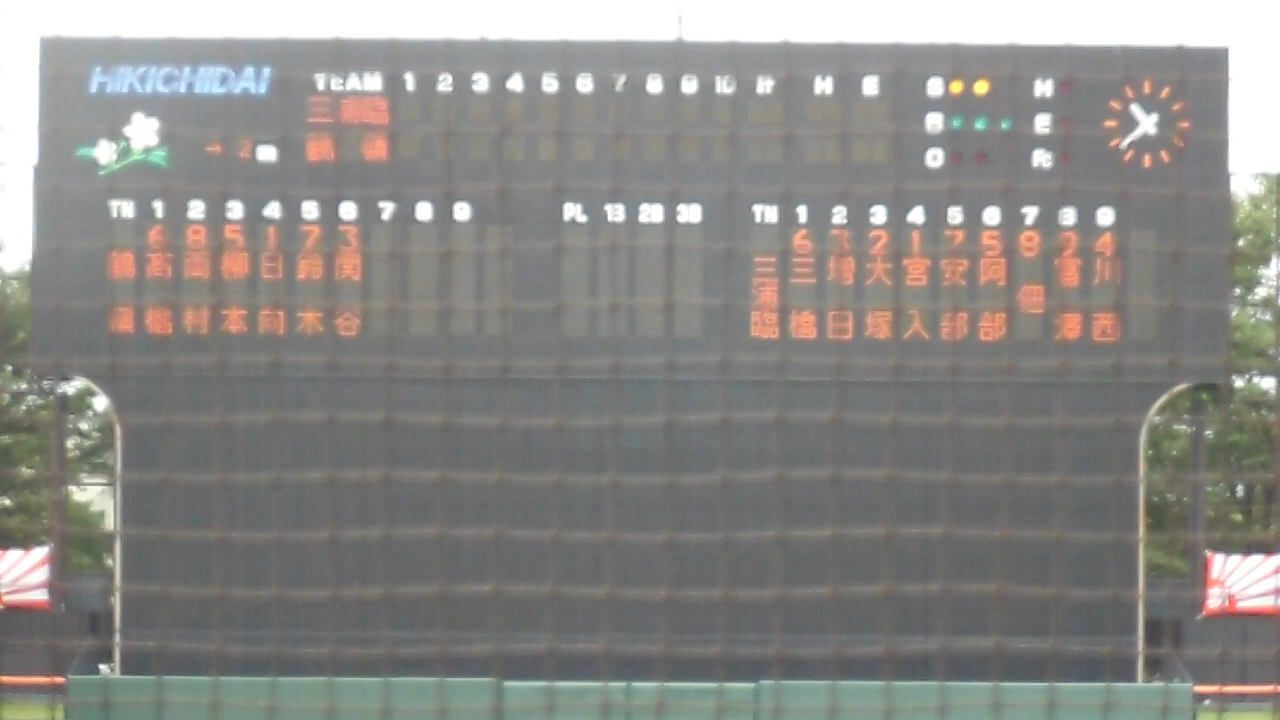 HIKICHIDAI
TEAM 1 2 3 4 5 6 7 8 9 10 H E
三浦臨
鶴嶺
m
S
B
O
H
E
Fc
TN 1 2 3 4 5 6 7 8 9
6 8 5 1 7 3
鶴嶺 髙橋 岡村 柳本 日向 鈴木 関谷
PL 1B 2B 3B
TN 1 2 3 4 5 6 7 8 9
6 3 2 1 7 5 8 9 4
三浦臨 三橋 増田 大塚 宮入 安部 阿部 畑 富澤 川西